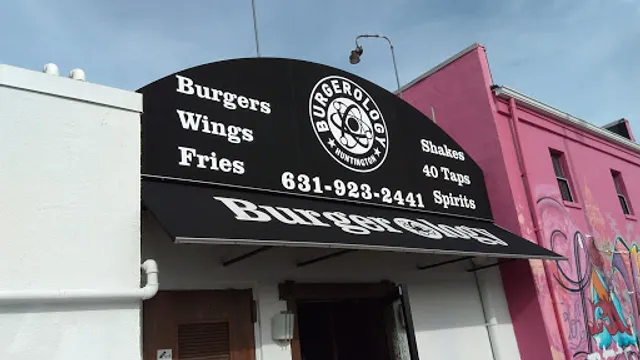 Burgers
Wings
Fries
BURGEROLOGY
★ HUNTINGTON ★
Shakes
40 Taps
Spirits
631-923-2441
Burgerology